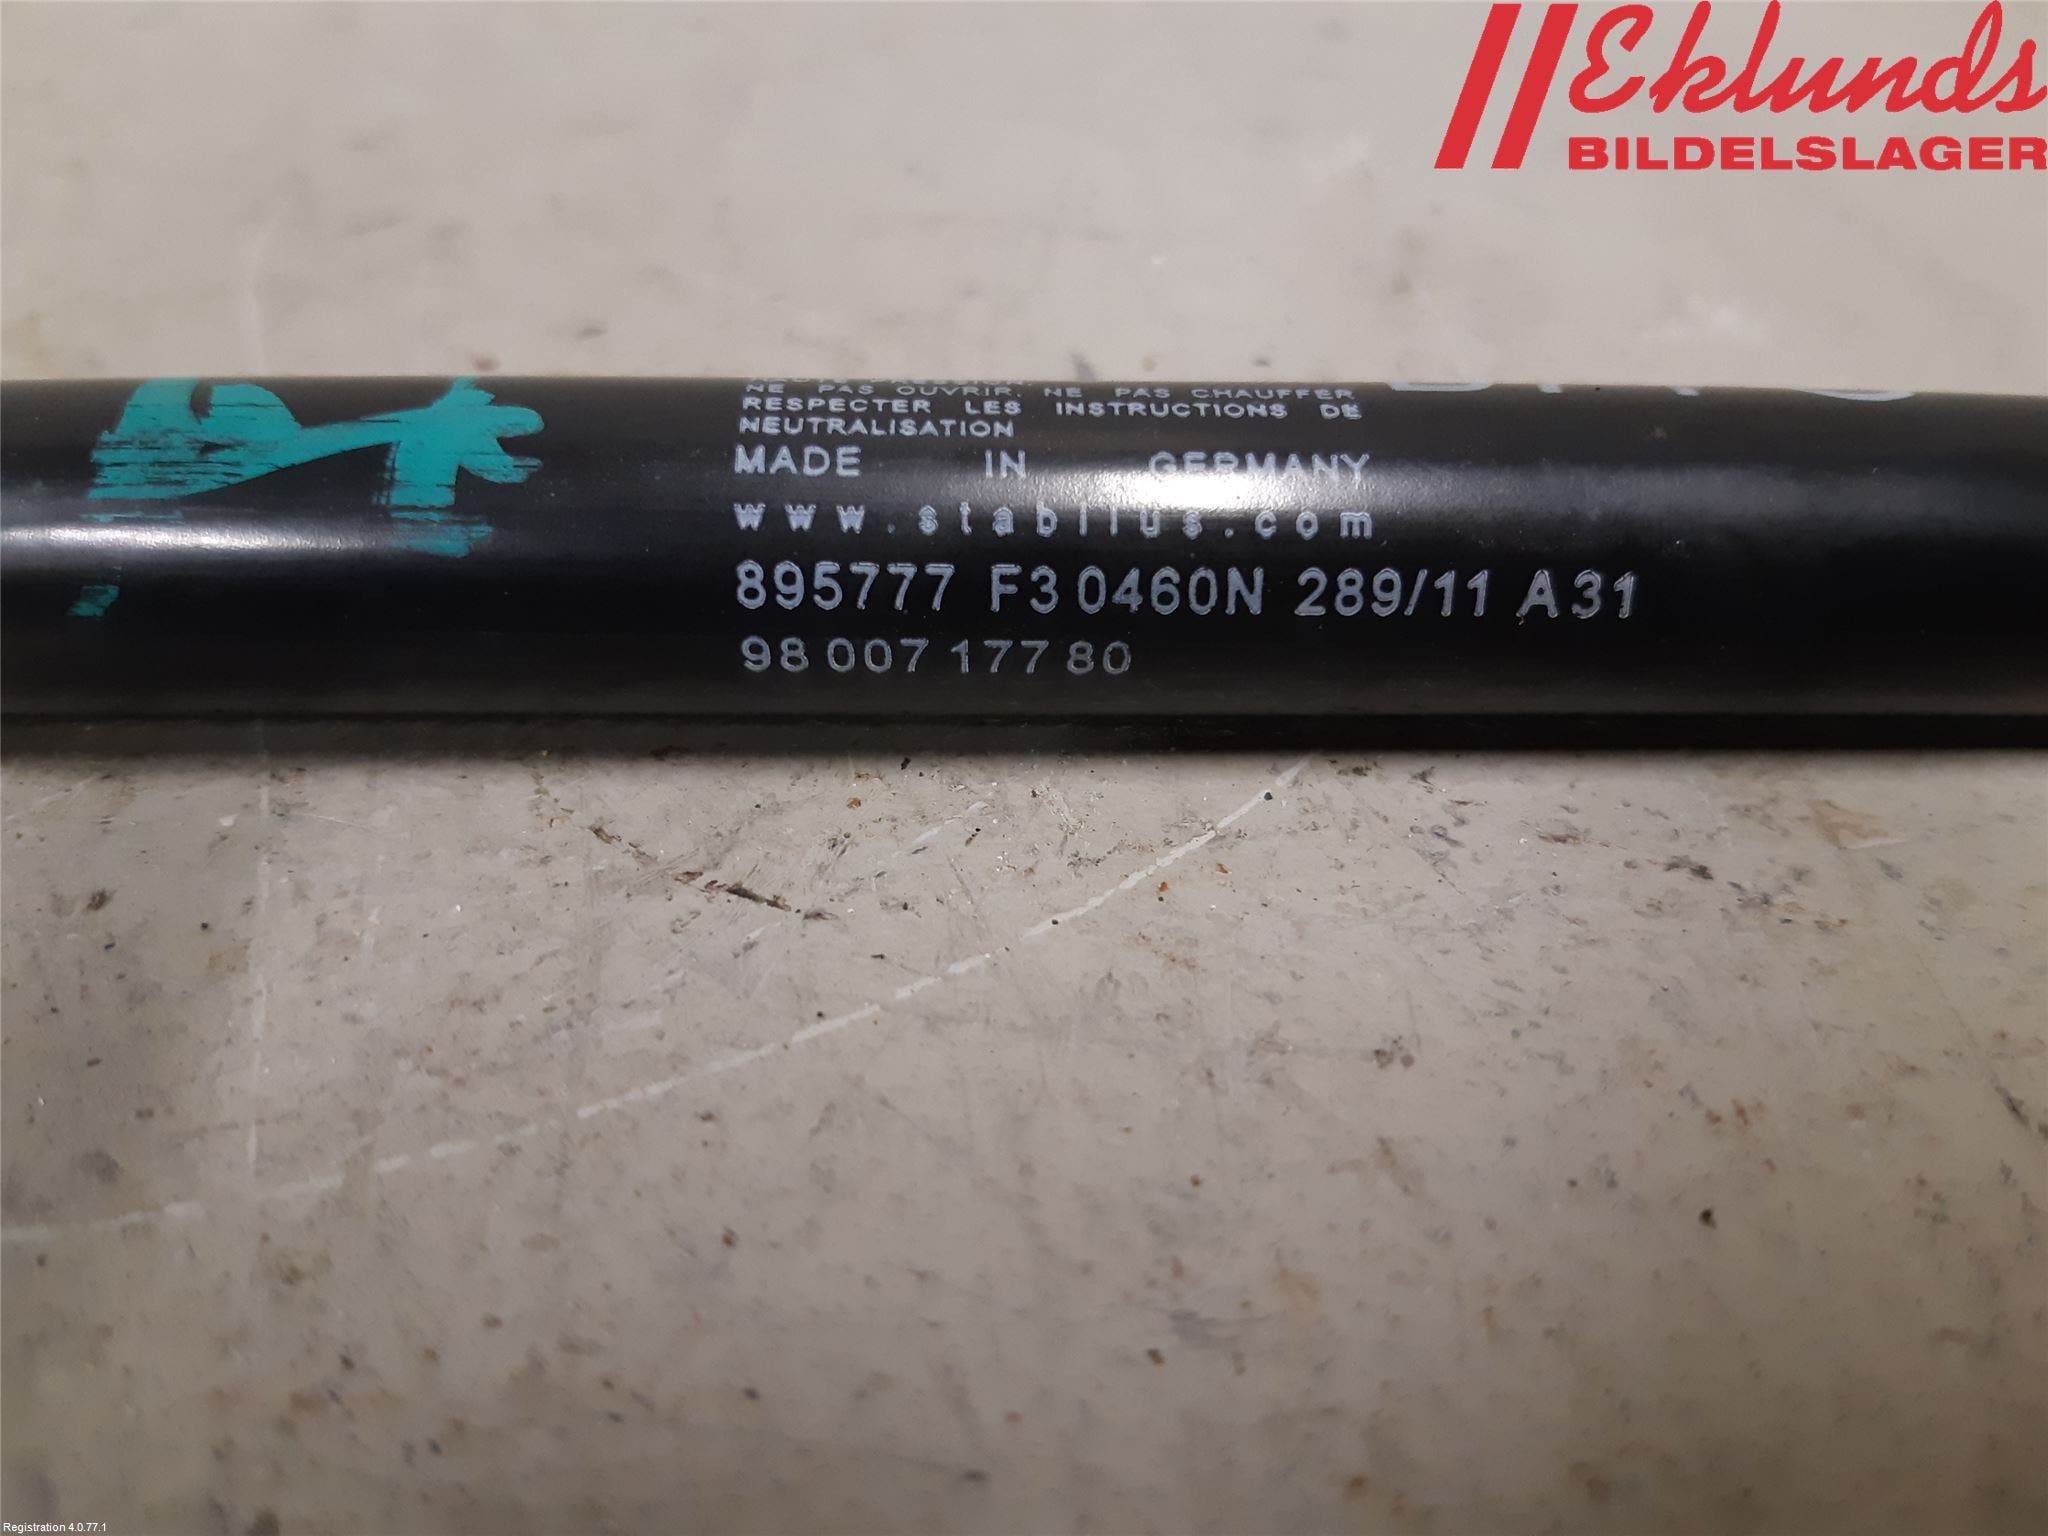 Eklunds
BILDELSLAGER
NE PAS OUVRIR. NE PAS CHAUFFER
RESPECTER LES INSTRUCTIONS DE
NEUTRALISATION
MADE IN GERMANY
www.stabilus.com
895777 F3 0460N 289/11 A31
98 007 177 80
Registration 4.0.77.1